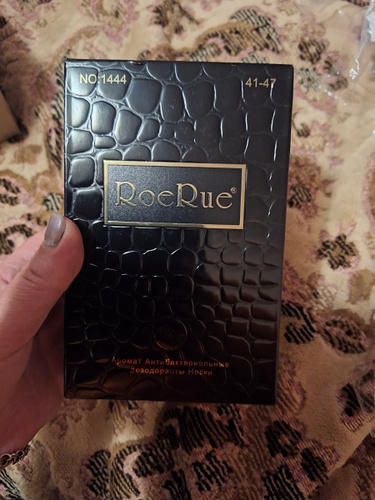 NO:1444
41-47
RoeRue®
Аромат Антибактериальные
Дезодоранты Носки